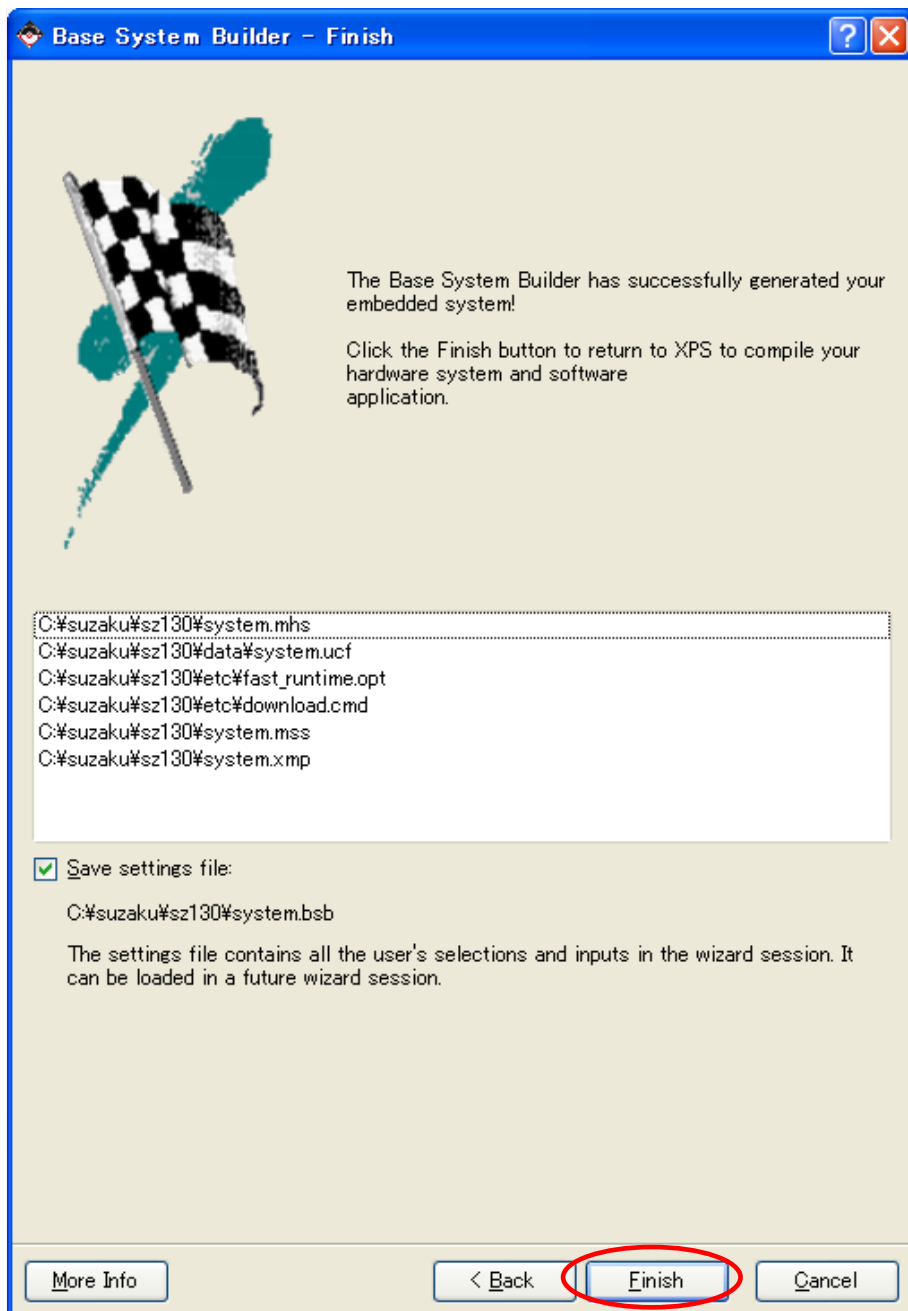 Base System Builder - Finish
The Base System Builder has successfully generated your
embedded system!
Click the Finish button to return to XPS to compile your
hardware system and software
application.
C:¥suzaku¥sz130¥system.mhs
C:¥suzaku¥sz130¥data¥system.ucf
C:¥suzaku¥sz130¥etc¥fast_runtime.opt
C:¥suzaku¥sz130¥etc¥download.cmd
C:¥suzaku¥sz130¥system.mss
C:¥suzaku¥sz130¥system.xmp
Save settings file:
C:¥suzaku¥sz130¥system.bsb
The settings file contains all the user's selections and inputs in the wizard session. It
can be loaded in a future wizard session.
More Info
< Back
Finish
Cancel